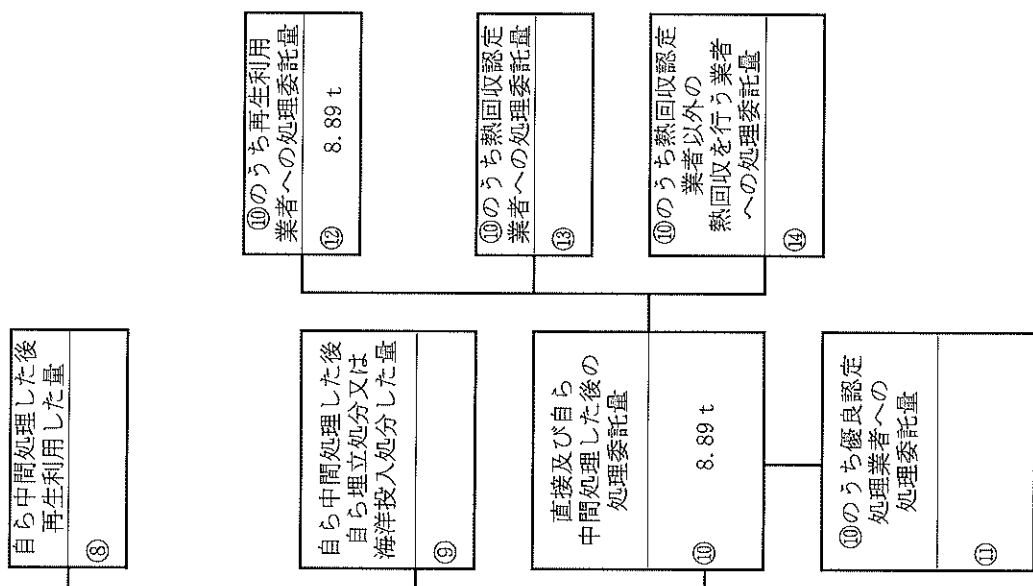 自ら中間処理した後
再生利用した量
⑧
自ら中間処理した後
自ら埋立処分又は
海洋投入処分した量
⑨
直接及び自ら
中間処理した後の
処理委託量
⑩
8.89ｔ
⑩のうち優良認定
処理業者への
処理委託量
⑪
⑩のうち再生利用
業者への処理委託量
⑫
8.89ｔ
⑩のうち熱回収認定
業者への処理委託量
⑬
⑩のうち熱回収認定
業者以外の
熱回収を行う業者
への処理委託量
⑭